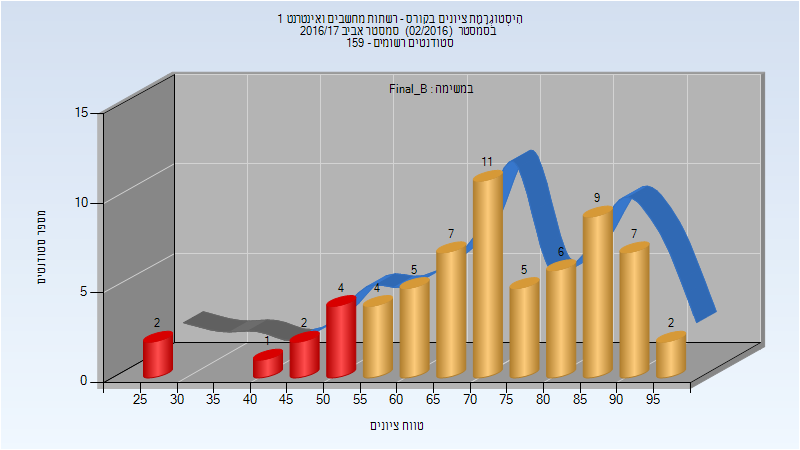 היסטוגרמת ציונים בקורס - רשתות מחשבים ואינטרנט 1
בסמסטר (02/2016) סמסטר אביב 2016/17
סטודנטים רשומים - 159
במשימה : Final_B
מספר סטודנטים
15
10
5
0
2
1
2
4
4
5
7
11
5
6
9
7
2
25 30 35 40 45 50 55 60 65 70 75 80 85 90 95
טווח ציונים